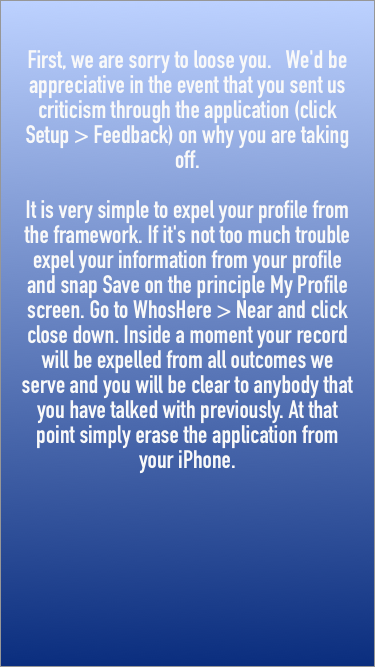 First, we are sorry to loose you.   We'd be
appreciative in the event that you sent us
criticism through the application (click
Setup > Feedback) on why you are taking
off.
It is very simple to expel your profile from
the framework. If it's not too much trouble
expel your information from your profile
and snap Save on the principle My Profile
screen. Go to WhosHere > Near and click
close down. Inside a moment your record
will be expelled from all outcomes we
serve and you will be clear to anybody that
you have talked with previously. At that
point simply erase the application from
your iPhone.